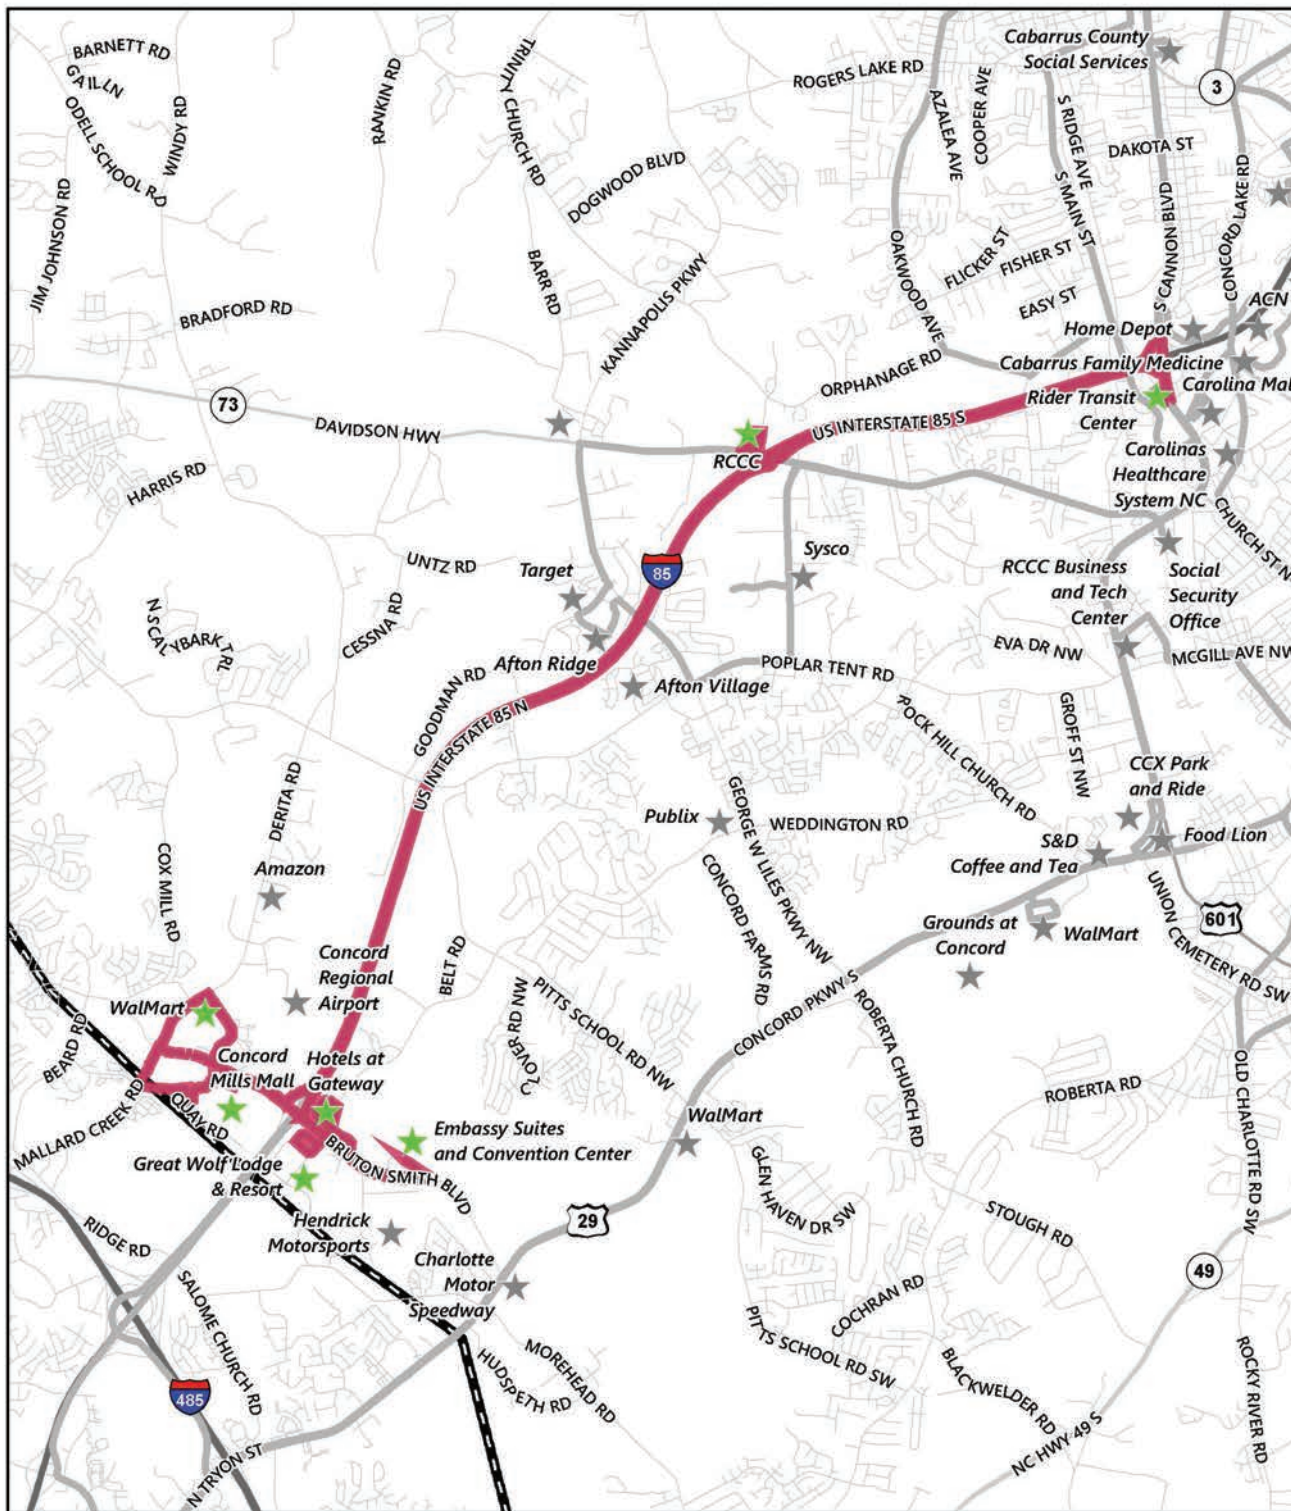 BARNETT RD
GAIL LN
ODELL SCHOOL RD
WINDY RD
RANKIN RD
TRINITY CHURCH RD
ROGERS LAKE RD
Cabarrus County
Social Services
3
AZALEA AVE
COOPER AVE
S RIDGE AVE
DAKOTA ST
DOGWOOD BLVD
JIM JOHNSON RD
S MAIN ST
S CANNON BLVD
CONCORD LAKE RD
BARR RD
FLICKER ST
FISHER ST
KANNAPOLIS PKWY
OAKWOOD AVE
EASY ST
BRADFORD RD
ACN
Home Depot
Cabarrus Family Medicine
ORPHANAGE RD
Carolina Mal
Rider Transit
Center
73
DAVIDSON HWY
US INTERSTATE 85 S
RCCC
Carolinas
Healthcare
System NC
HARRIS RD
CHURCH ST N
UNTZ RD
Target
85
Sysco
RCCC Business
and Tech
Center
Social
Security
Office
N SCALYBARK TRL
CESSNA RD
EVA DR NW
MCGILL AVE NW
Afton Ridge
GOODMAN RD
Afton Village
POPLAR TENT RD
US INTERSTATE 85 N
ROCK HILL CHURCH RD
GROFF ST NW
CCX Park
and Ride
DERITA RD
Publix
GEORGE W LILES PKWY NW
WEDDINGTON RD
S&D
Coffee and Tea
Food Lion
COX MILL RD
Amazon
CONCORD FARMS RD
UNION CEMETERY RD SW
601
Grounds at
Concord
WalMart
Concord
Regional
Airport
BELT RD
CLOVER RD NW
PITTS SCHOOL RD NW
CONCORD PKWY S
ROBERTA CHURCH RD
WalMart
BEARD RD
Concord
Mills Mall
Hotels at
Gateway
OLD CHARLOTTE RD SW
ROBERTA RD
MALLARD CREEK RD
QUAY RD
WalMart
Embassy Suites
and Convention Center
BRUTON SMITH BLVD
Great Wolf Lodge
& Resort
GLEN HAVEN DR SW
29
STOUGH RD
RIDGE RD
Hendrick
Motorsports
Charlotte
Motor
Speedway
49
SALOME CHURCH RD
COCHRAN RD
PITTS SCHOOL RD SW
HUDSPETH RD
MOREHEAD RD
BLACKWELDER RD
ROCKY RIVER RD
485
N TRYON ST
NC HWY 49 S